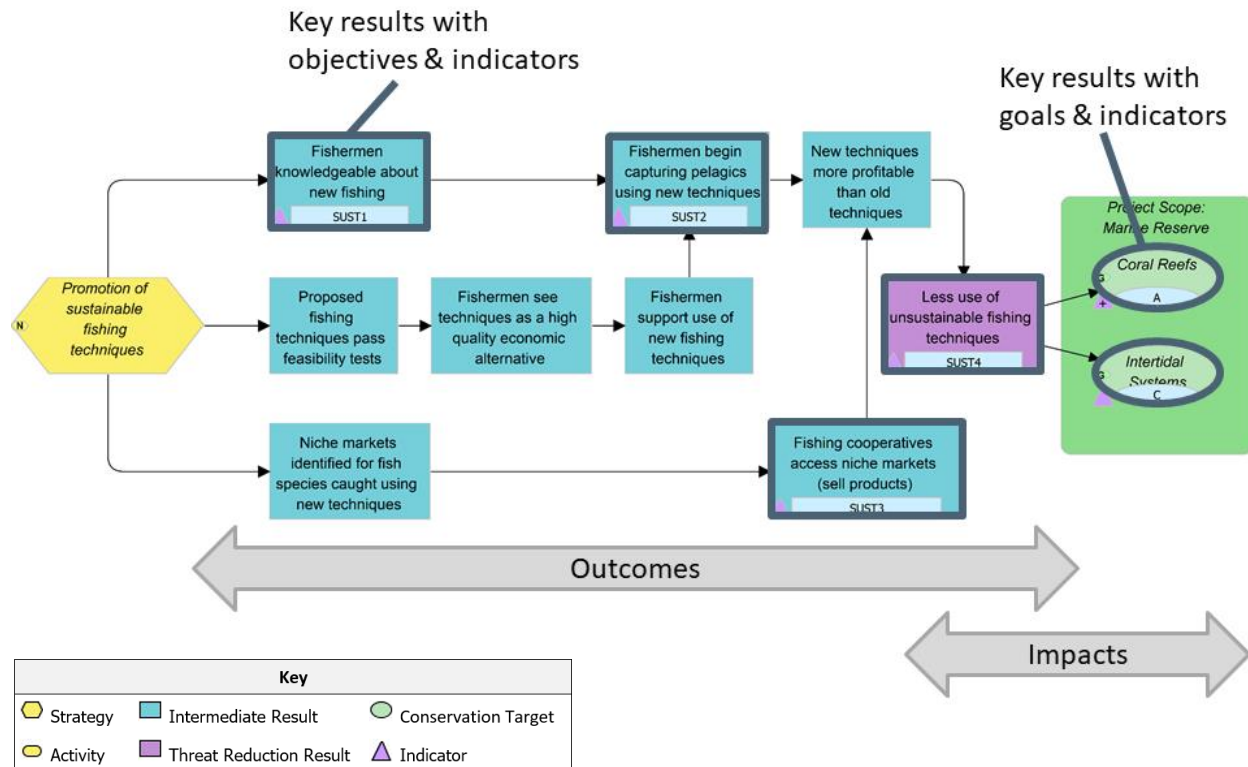 Key results with
objectives & indicators
Key results with
goals & indicators
Fishermen
knowledgeable about
new fishing
SUST1
Fishermen begin
capturing pelagics
using new techniques
SUST2
New techniques
more profitable
than old
techniques
Project Scope:
Marine Reserve
Coral Reefs
G
A
+
Promotion of
sustainable
fishing
techniques
N
Proposed
fishing
techniques pass
feasibility tests
Fishermen see
techniques as a high
quality economic
alternative
Fishermen
support use of
new fishing
techniques
Less use of
unsustainable fishing
techniques
SUST4
Intertidal
Systems
G
C
Niche markets
identified for fish
species caught using
new techniques
Fishing cooperatives
access niche markets
(sell products)
SUST3
Outcomes
Impacts
Key
Strategy
Intermediate Result
Conservation Target
Activity
Threat Reduction Result
Indicator